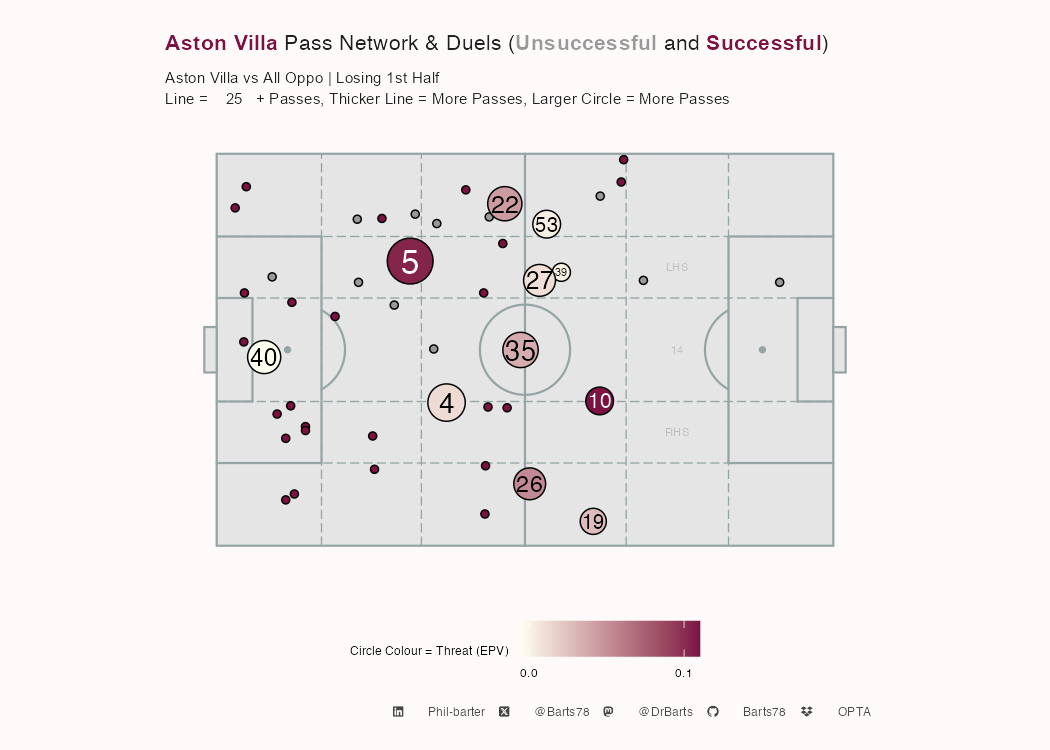 Aston Villa Pass Network & Duels (Unsuccessful and Successful)
Aston Villa vs All Oppo | Losing 1st Half
Line = 25 + Passes, Thicker Line = More Passes, Larger Circle = More Passes
22
53
5
LHS
27
39
40
35
14
4
10
RHS
26
19
Circle Colour = Threat (EPV)
0.0
0.1
Phil-barter @Barts78 @DrBarts Barts78 OPTA